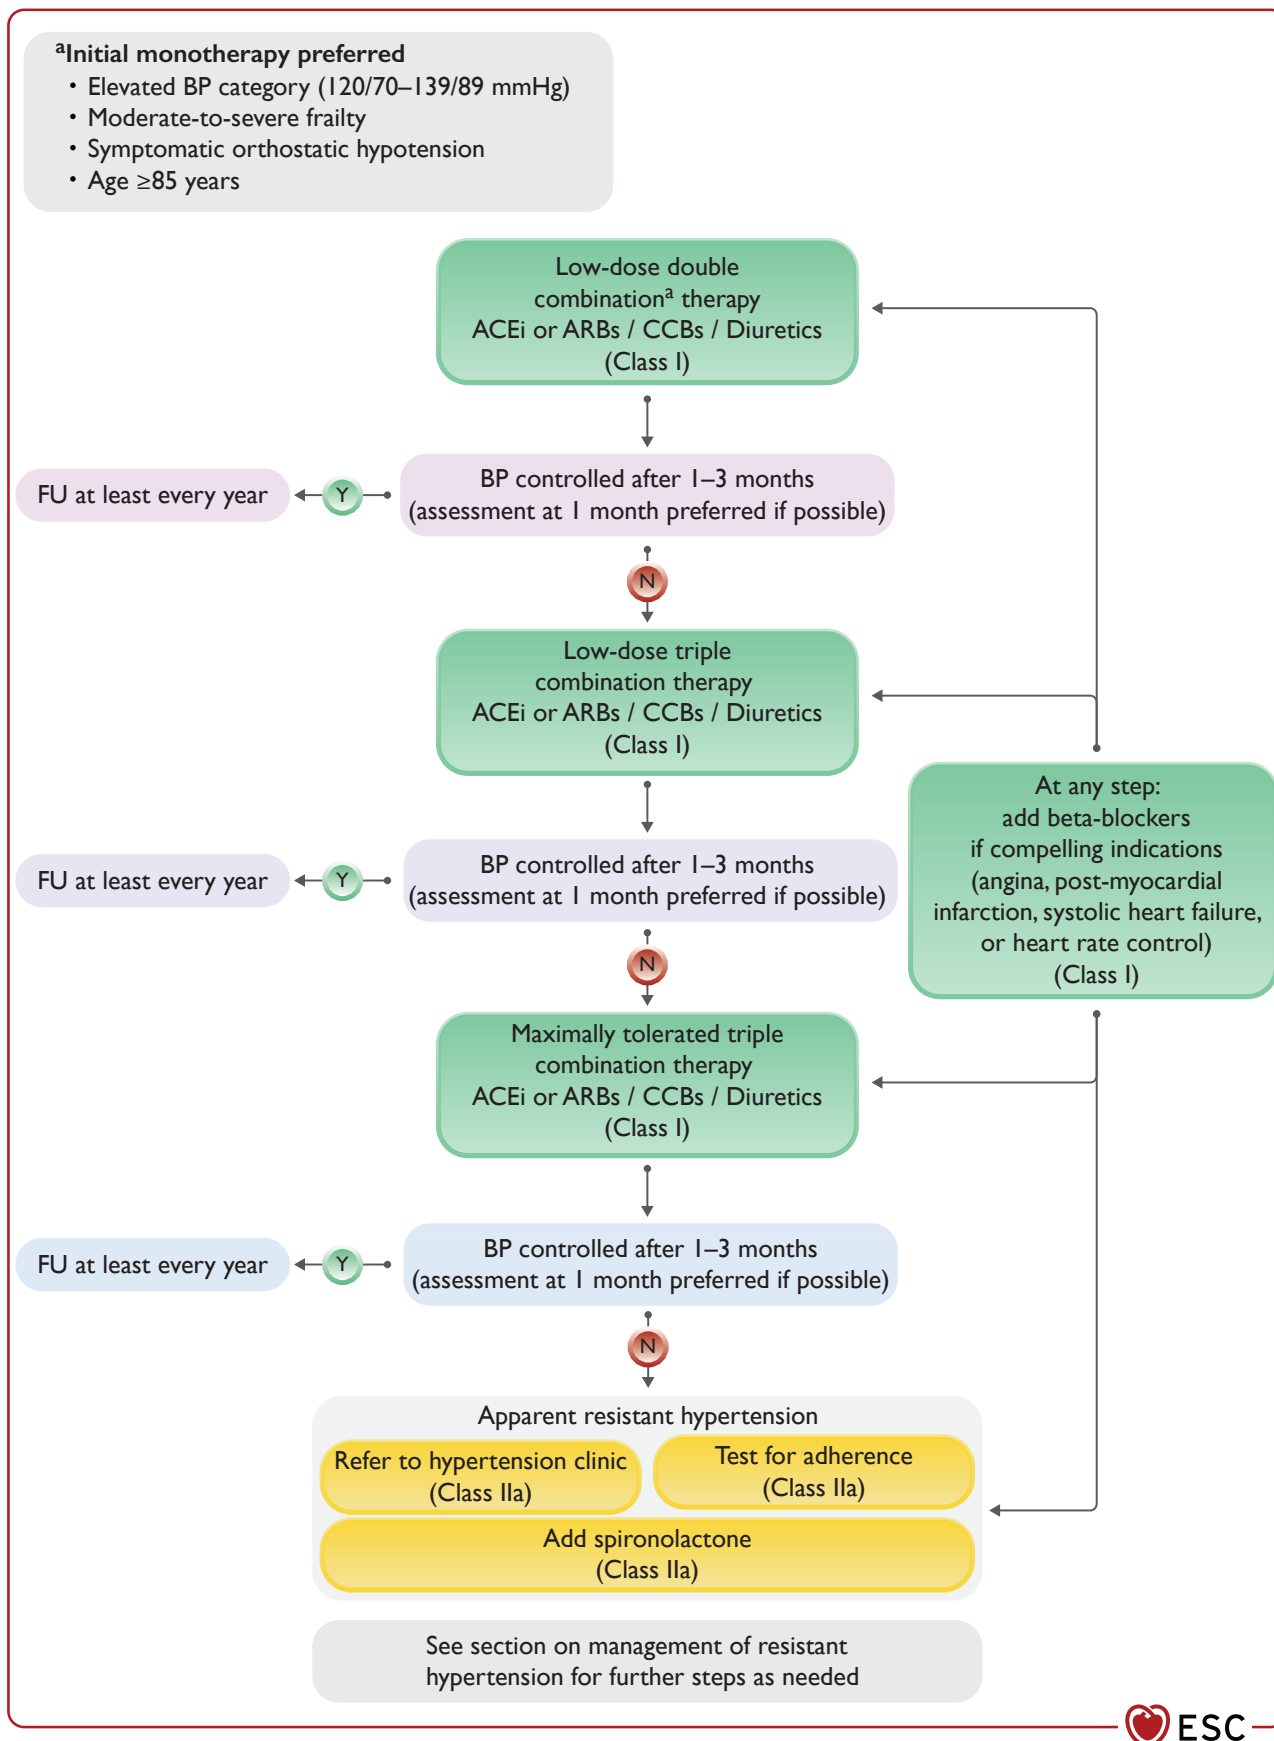 ᵃInitial monotherapy preferred
• Elevated BP category (120/70–139/89 mmHg)
• Moderate-to-severe frailty
• Symptomatic orthostatic hypotension
• Age ≥85 years
Low-dose double
combinationᵃ therapy
ACEi or ARBs / CCBs / Diuretics
(Class I)
BP controlled after 1–3 months
(assessment at 1 month preferred if possible)
Y
FU at least every year
N
Low-dose triple
combination therapy
ACEi or ARBs / CCBs / Diuretics
(Class I)
At any step:
add beta-blockers
if compelling indications
(angina, post-myocardial
infarction, systolic heart failure,
or heart rate control)
(Class I)
BP controlled after 1–3 months
(assessment at 1 month preferred if possible)
Y
FU at least every year
N
Maximally tolerated triple
combination therapy
ACEi or ARBs / CCBs / Diuretics
(Class I)
BP controlled after 1–3 months
(assessment at 1 month preferred if possible)
Y
FU at least every year
N
Apparent resistant hypertension
Refer to hypertension clinic
(Class IIa)
Test for adherence
(Class IIa)
Add spironolactone
(Class IIa)
See section on management of resistant
hypertension for further steps as needed
ESC